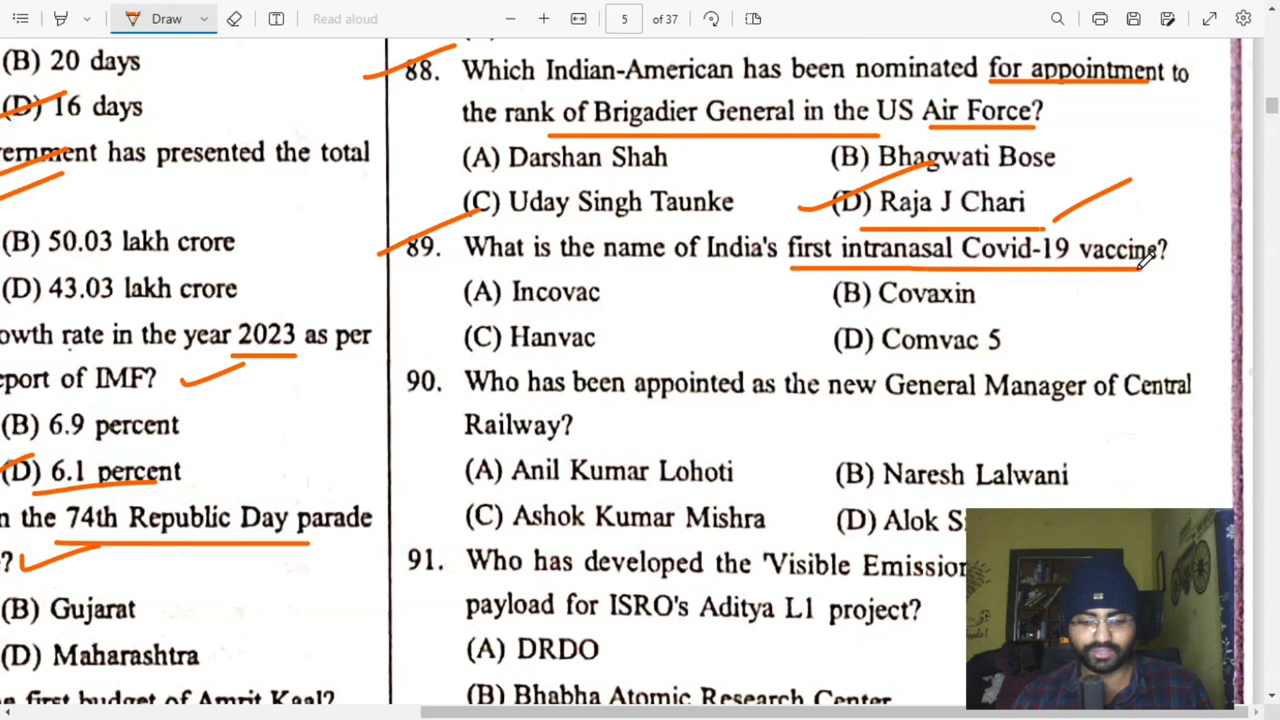 Draw
Read aloud
5 of 37
(B) 20 days
(D) 16 days
has presented the total
(B) 50.03 lakh crore
(D) 43.03 lakh crore
rate in the year 2023 as per
of IMF?
(B) 6.9 percent
(D) 6.1 percent
the 74th Republic Day parade
?
(B) Gujarat
(D) Maharashtra
first budget of Amrit Kaal?
88. Which Indian-American has been nominated for appointment to
the rank of Brigadier General in the US Air Force?
(A) Darshan Shah (B) Bhagwati Bose
(C) Uday Singh Taunke (D) Raja J Chari
89. What is the name of India's first intranasal Covid-19 vaccine?
(A) Incovac (B) Covaxin
(C) Hanvac (D) Comvac 5
90. Who has been appointed as the new General Manager of Central
Railway?
(A) Anil Kumar Lohoti (B) Naresh Lalwani
(C) Ashok Kumar Mishra (D) Alok
91. Who has developed the 'Visible Emission
payload for ISRO's Aditya L1 project?
(A) DRDO
(B) Bhabha Atomic Research Center